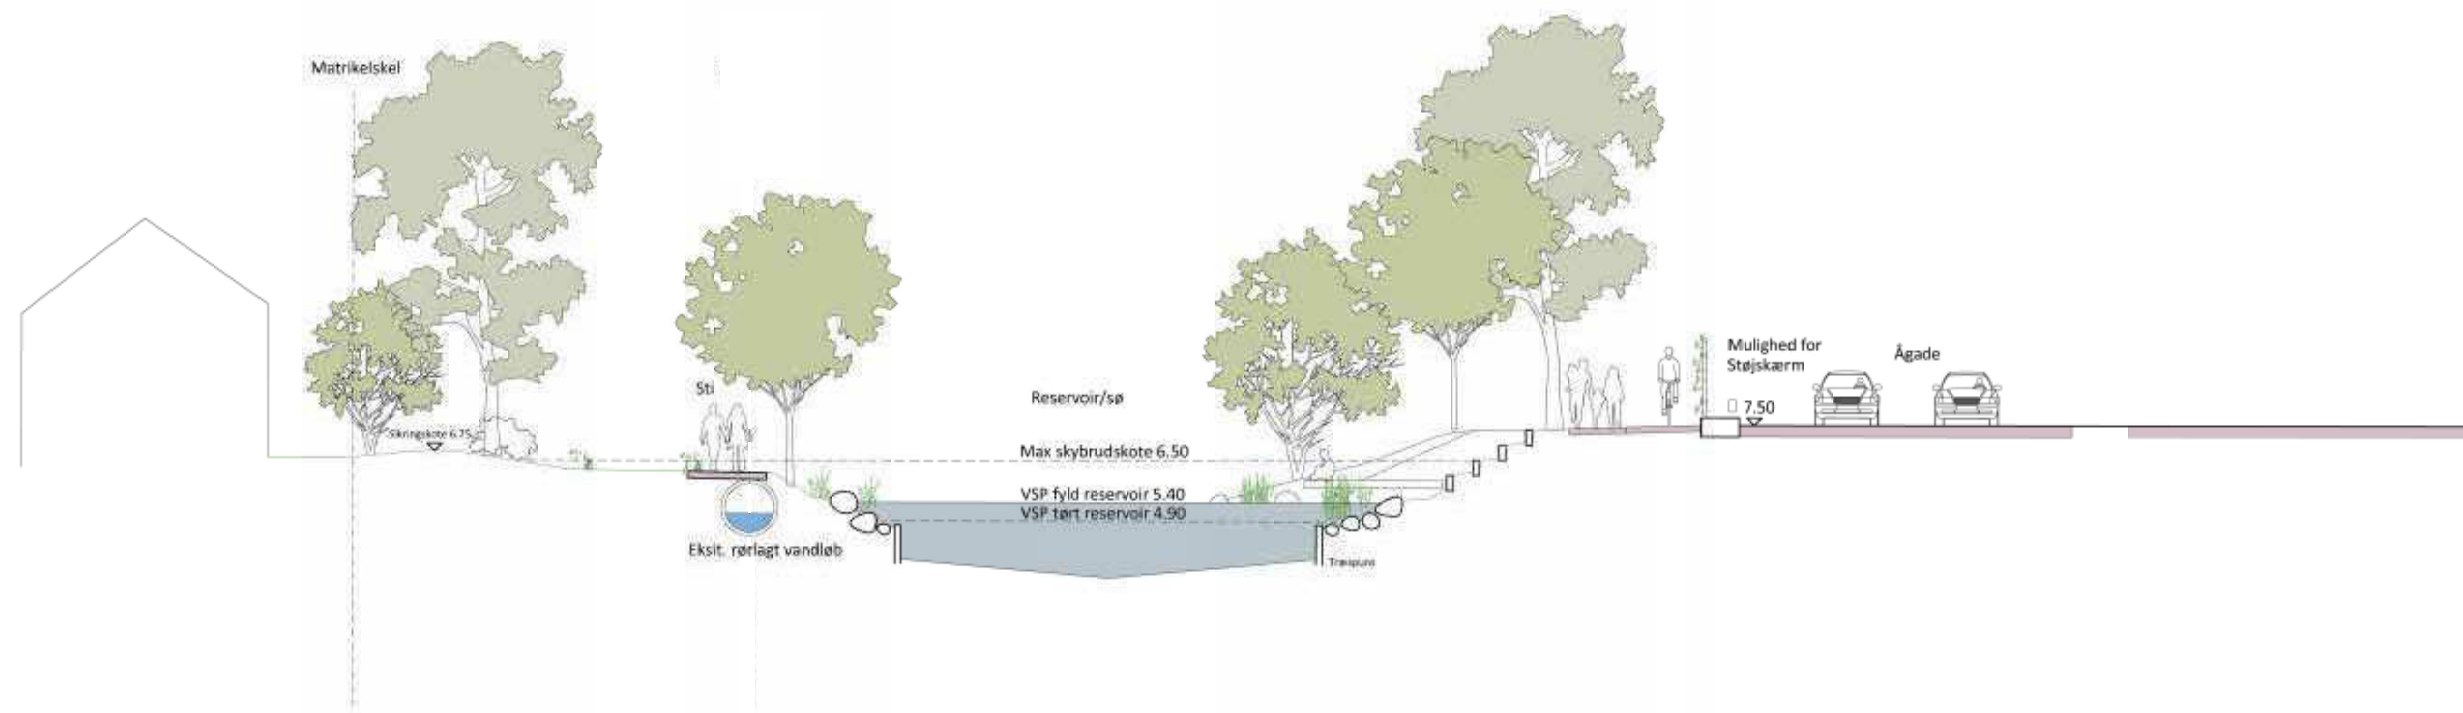 Matrikelskel
Sikringskote 6.75
Sti
Eksit. rørlagt vandløb
Reservoir/sø
Max skybrudskote 6.50
VSP fyld reservoir 5.40
VSP tørt reservoir 4.90
Træspuns
Mulighed for
Støjskærm
7.50
Ågade